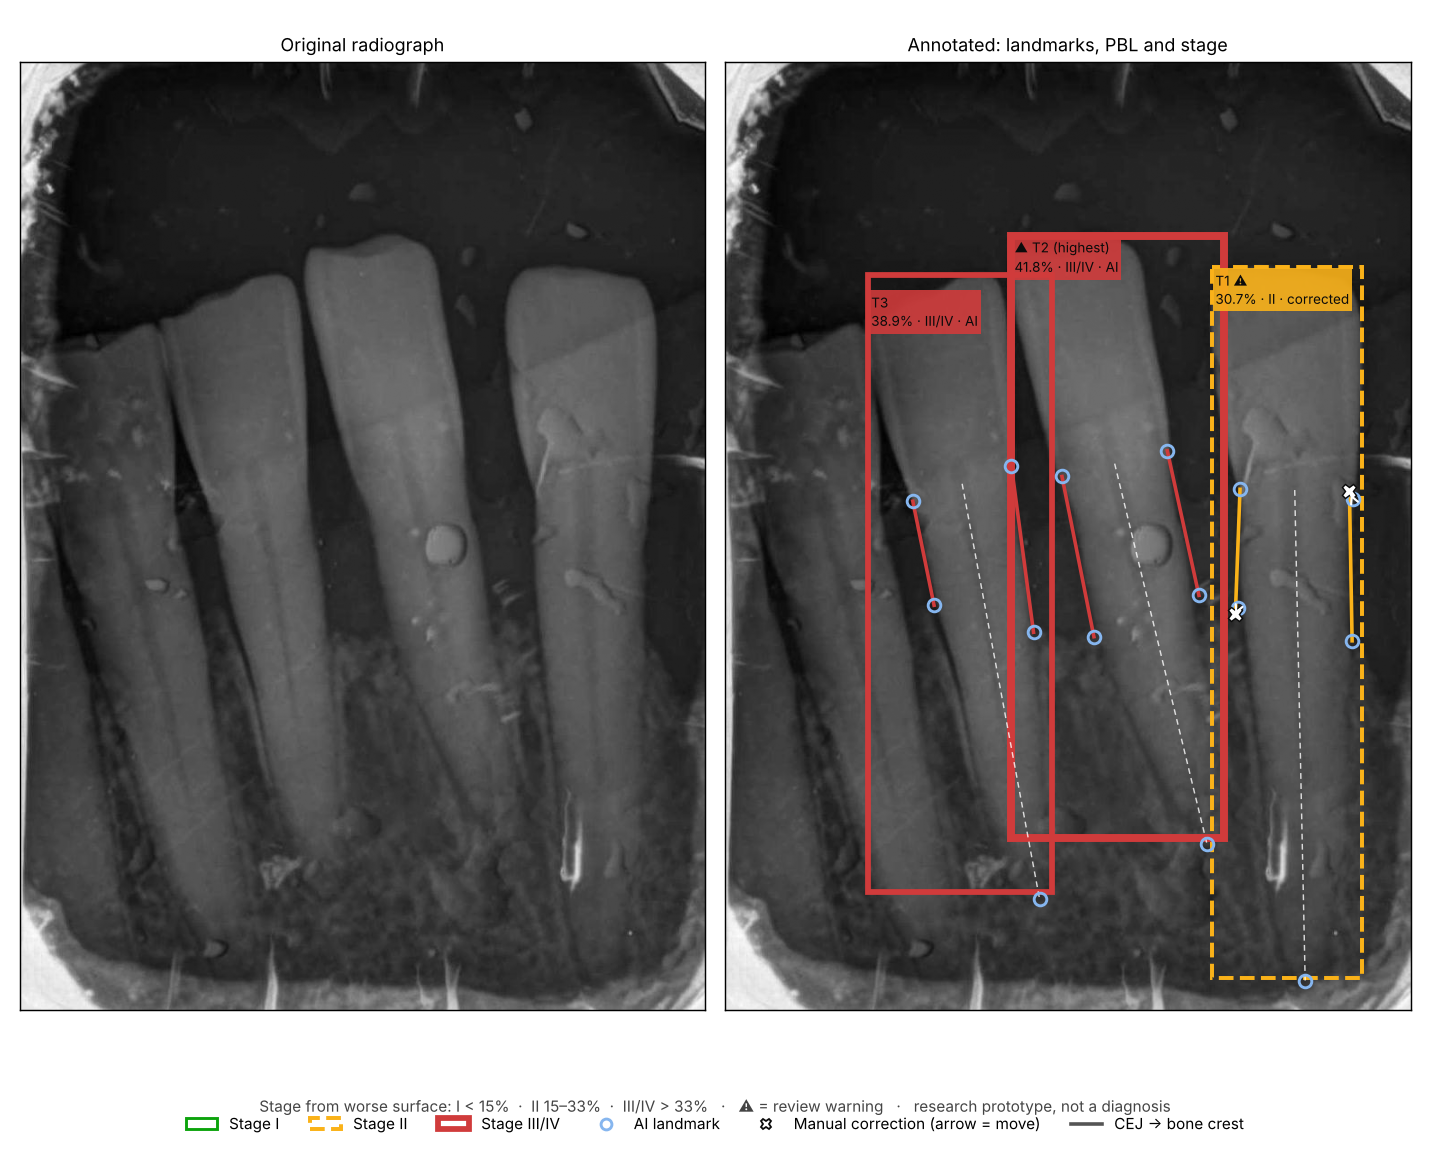 Original radiograph
Annotated: landmarks, PBL and stage
▲ T2 (highest)
41.8% · III/IV · AI
T1 ⚠
30.7% · II · corrected
T3
38.9% · III/IV · AI
Stage from worse surface: I < 15% · II 15–33% · III/IV > 33% · ⚠ = review warning · research prototype, not a diagnosis
Stage I
Stage II
Stage III/IV
AI landmark
Manual correction (arrow = move)
CEJ → bone crest